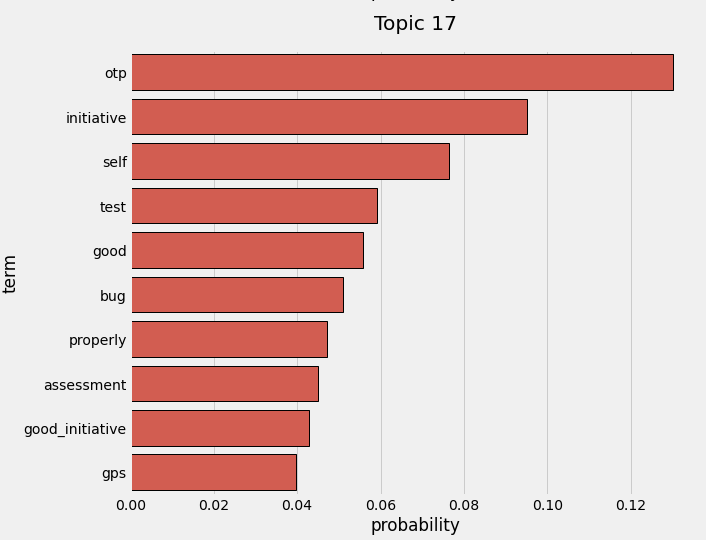 Topic 17
otp
initiative
self
test
good
bug
properly
assessment
good_initiative
gps
term
0.00 0.02 0.04 0.06 0.08 0.10 0.12
probability